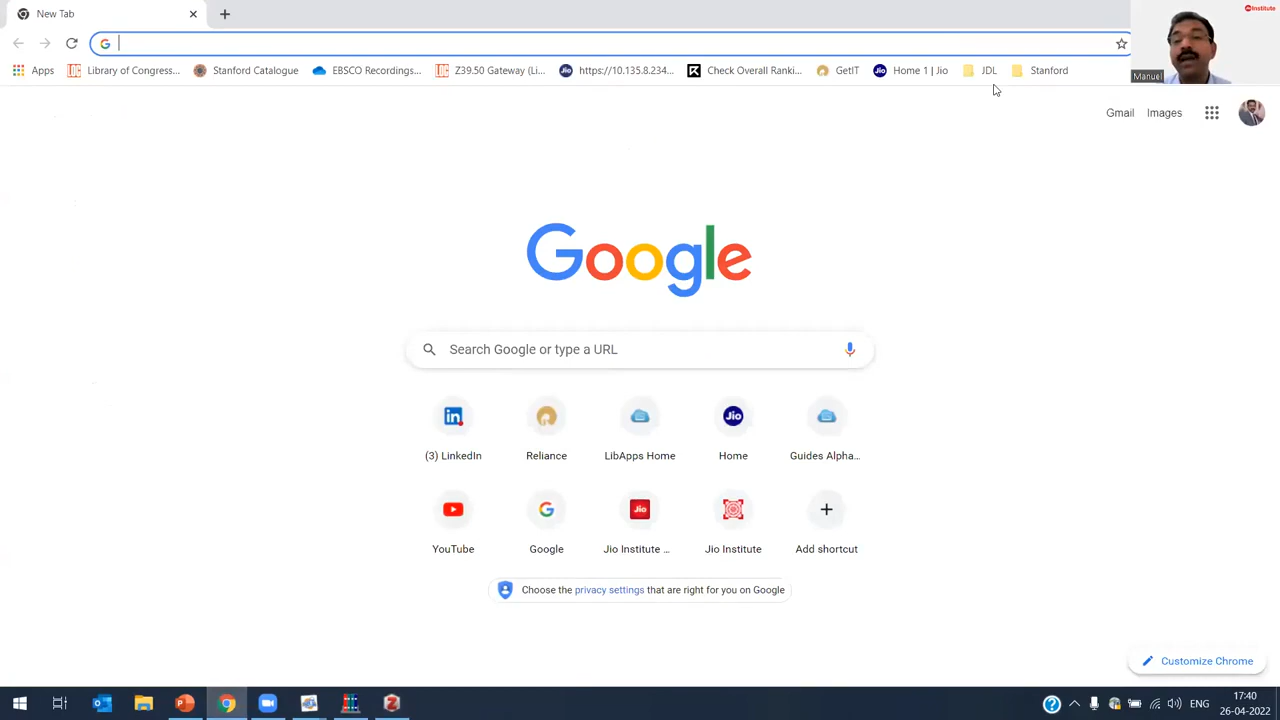 New Tab
Institute
Apps
Library of Congress...
Stanford Catalogue
EBSCO Recordings...
Z39.50 Gateway (Li...
https://10.135.8.234...
Check Overall Ranki...
GetIT
Home 1 | Jio
JDL
Stanford
Manuel
Gmail
Images
Google
Search Google or type a URL
(3) LinkedIn
Reliance
LibApps Home
Home
Guides Alpha...
YouTube
Google
Jio Institute ...
Jio Institute
Add shortcut
Choose the privacy settings that are right for you on Google
Customize Chrome
ENG
17:40
26-04-2022